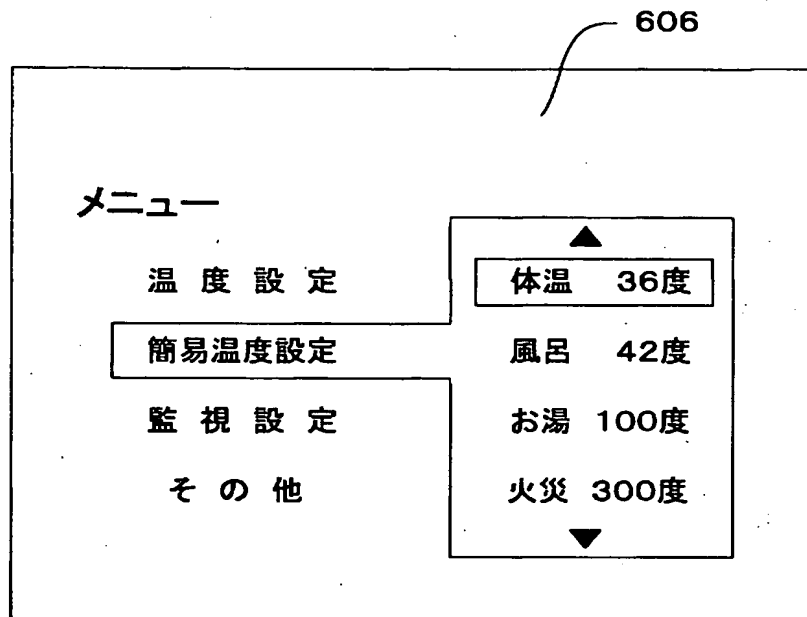 606
メニュー
温度設定
簡易温度設定
監視設定
その他
▲
体温 36度
風呂 42度
お湯 100度
火災 300度
▼